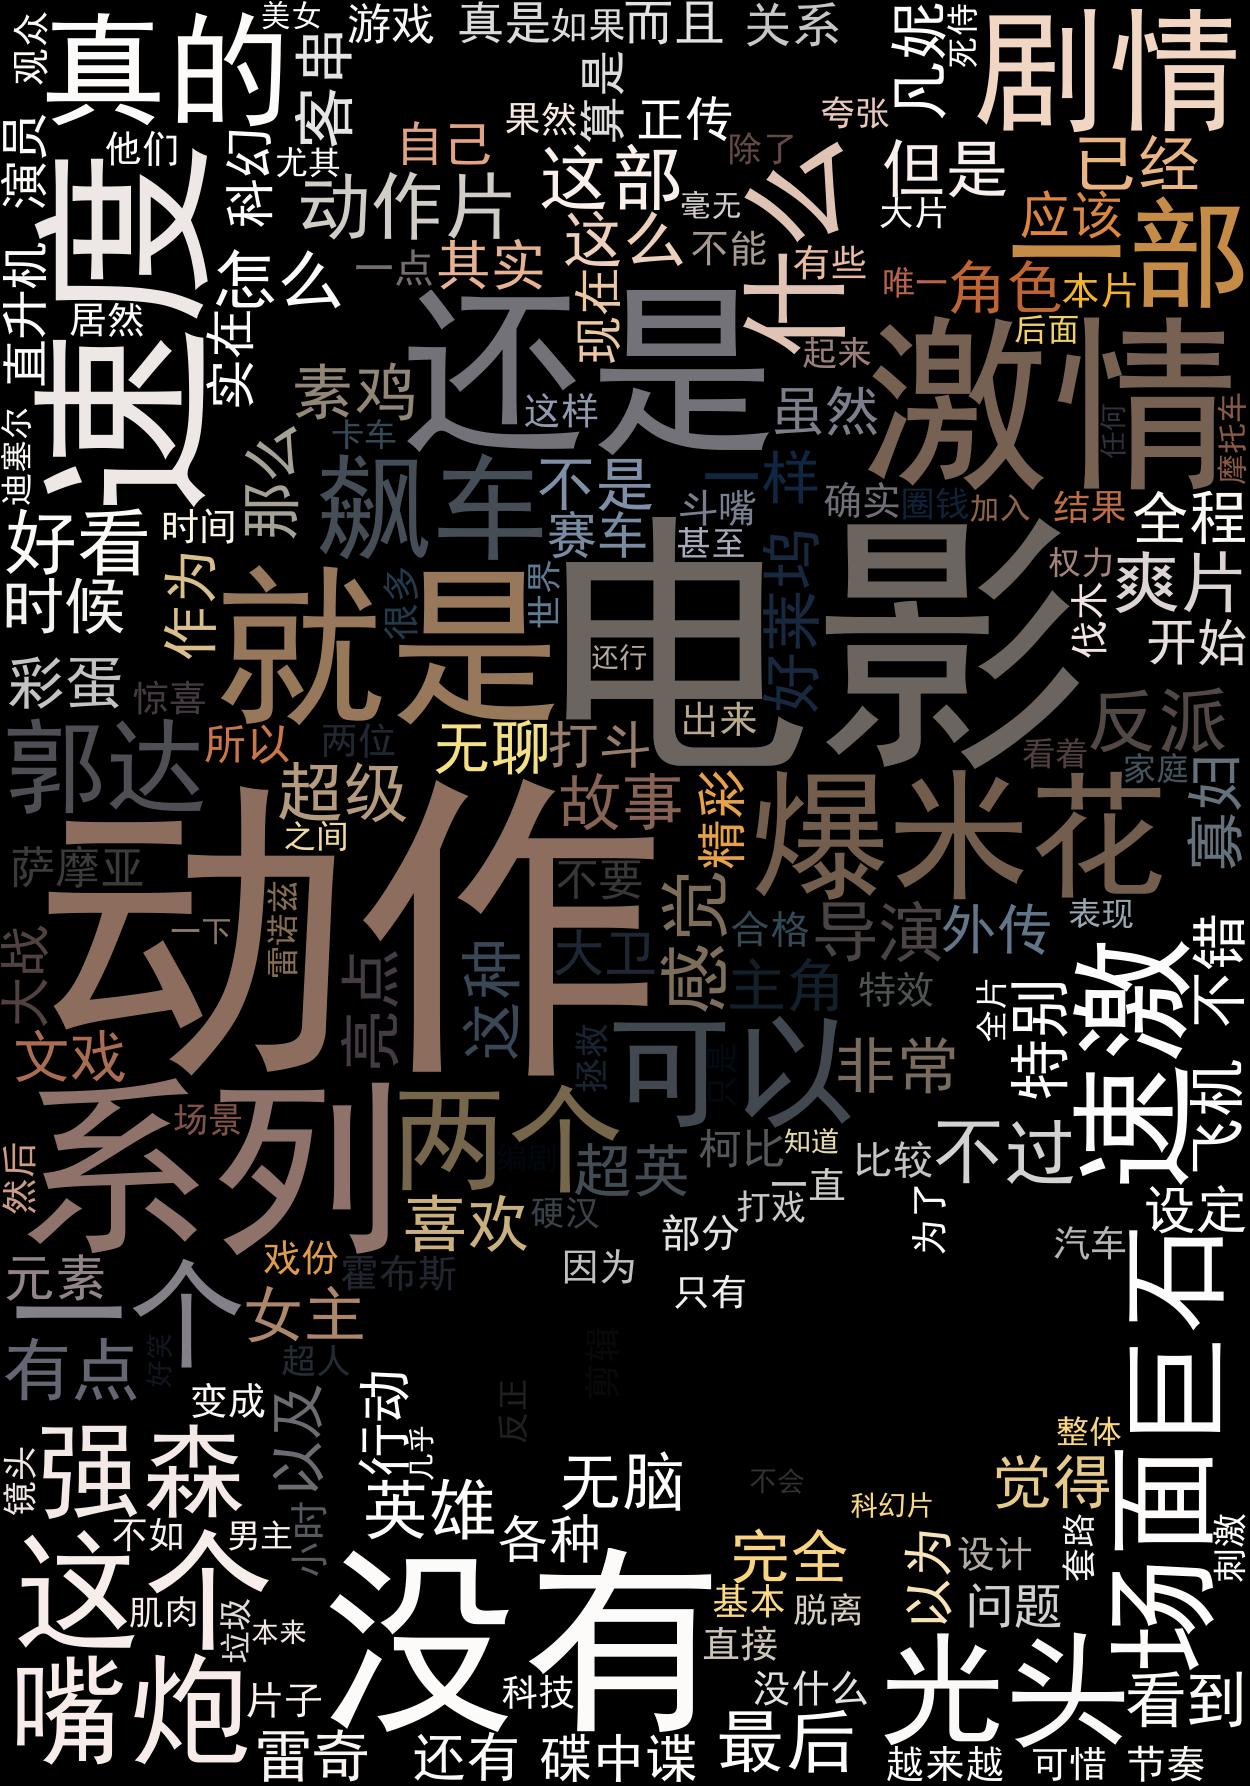 美女
游戏
真是
如果
而且
关系
凡妮
死侍
剧情
观众
真的
客串
算是
果然
正传
夸张
演员
他们
科幻
尤其
自己
这部
除了
什么
但是
已经
动作片
毫无
大片
应该
一部
速度
怎么
一点
其实
这么
不能
有些
唯一
角色
本片
直升机
居然
实在
现在
还是
起来
后面
激情
素鸡
这样
虽然
任何
摩托车
迪塞尔
那么
卡车
飙车
不是
一样
斗嘴
确实
圈钱
加入
结果
全程
好看
时间
赛车
甚至
电影
好莱坞
权力
爽片
时候
作为
就是
很多
世界
还行
伐木
开始
彩蛋
惊喜
出来
反派
郭达
所以
两位
无聊
打斗
看着
家庭
寡妇
超级
之间
故事
精彩
爆米花
萨摩亚
动作
不要
感觉
一下
雷诺兹
合格
导演
外传
表现
大战
亮点
这种
大卫
主角
特效
不错
全片
特别
速激
文戏
拯救
可以
只是
非常
系列
场景
两个
编剧
超英
柯比
知道
比较
不过
飞机
然后
一直
打戏
为了
设定
喜欢
硬汉
部分
汽车
元素
一个
戏份
霍布斯
因为
只有
巨石
女主
有点
好笑
超人
剪辑
变成
以及
行动
反正
几乎
整体
场面
镜头
强森
英雄
无脑
不会
科幻片
觉得
这个
不如
男主
小时
各种
完全
以为
设计
套路
刺激
肌肉
垃圾
本来
没有
基本
脱离
问题
嘴炮
片子
科技
直接
没什么
光头
看到
雷奇
还有
碟中谍
最后
越来越
可惜
节奏